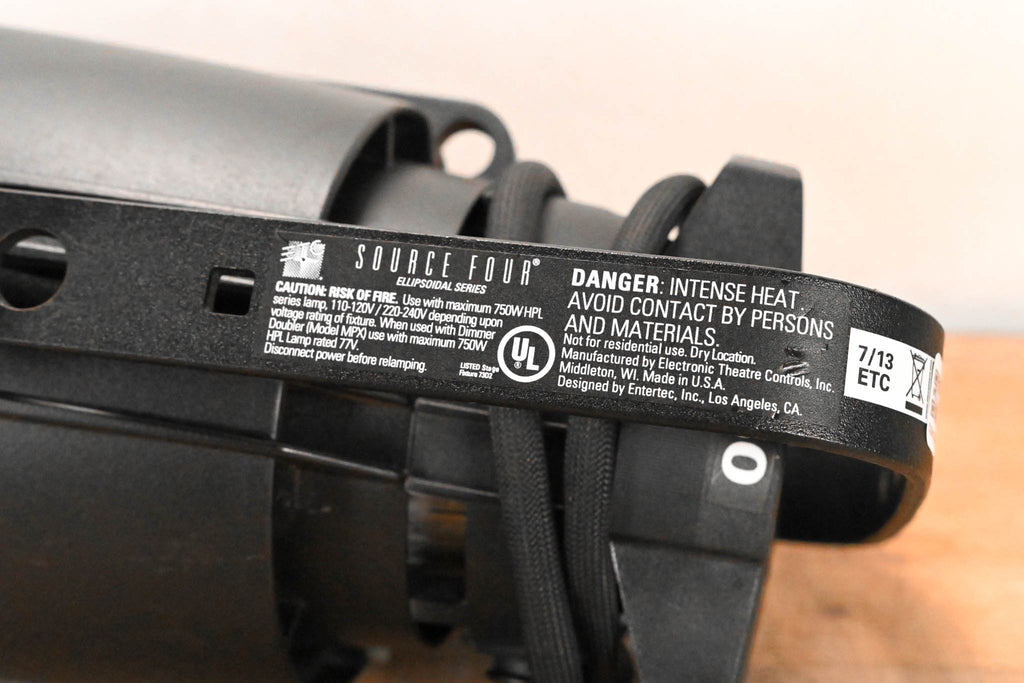 SOURCE FOUR®
ELLIPSOIDAL SERIES
CAUTION: RISK OF FIRE. Use with maximum 750W HPL
series lamp, 110-120V / 220-240V depending upon
voltage rating of fixture. When used with Dimmer
Doubler (Model MPX) use with maximum 750W
HPL Lamp rated 77V.
Disconnect power before relamping.
LISTED Stage
Fixture 73D2
UL
DANGER: INTENSE HEAT.
AVOID CONTACT BY PERSONS
AND MATERIALS.
Not for residential use. Dry Location.
Manufactured by Electronic Theatre Controls, Inc.
Middleton, WI. Made in U.S.A.
Designed by Entertec, Inc., Los Angeles, CA.
7/13
ETC
0